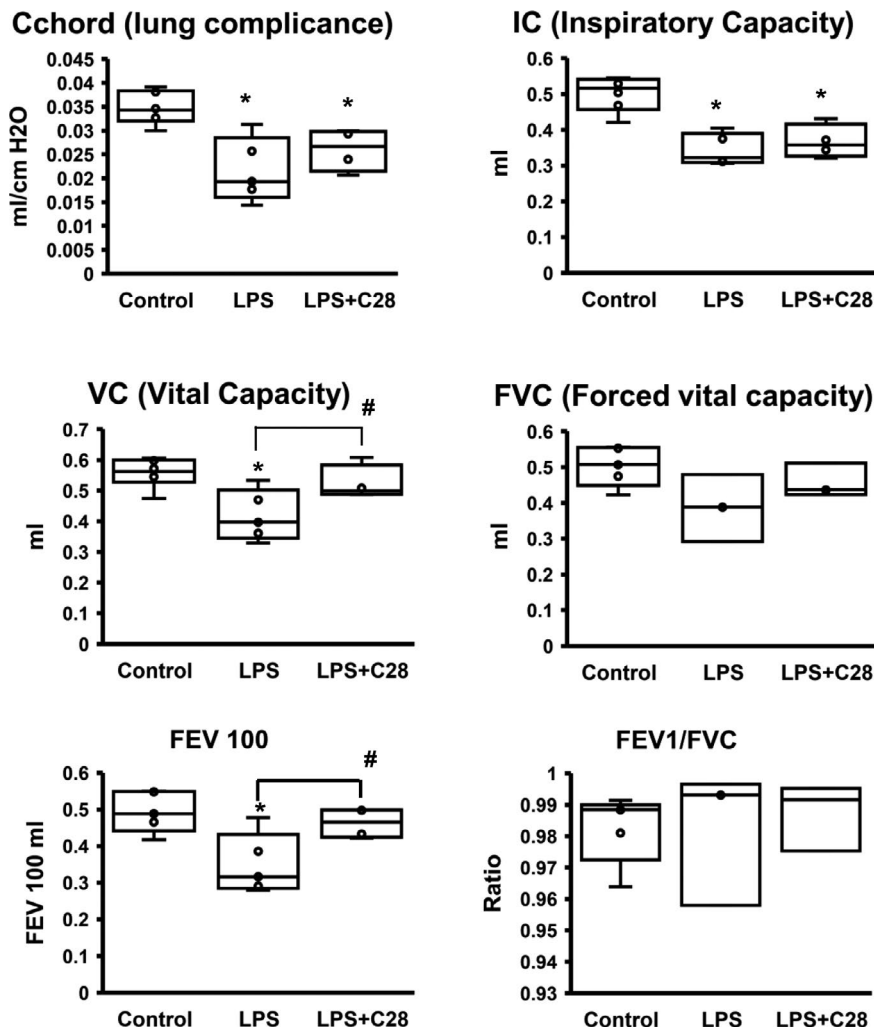 Cchord (lung complicance)
ml/cm H2O
0.045
0.04
0.035
0.03
0.025
0.02
0.015
0.01
0.005
0
* *
Control LPS LPS+C28
IC (Inspiratory Capacity)
ml
0.6
0.5
0.4
0.3
0.2
0.1
0
* *
Control LPS LPS+C28
VC (Vital Capacity)
ml
0.7
0.6
0.5
0.4
0.3
0.2
0.1
0
#
*
Control LPS LPS+C28
FVC (Forced vital capacity)
ml
0.6
0.5
0.4
0.3
0.2
0.1
0
Control LPS LPS+C28
FEV 100
FEV 100 ml
0.6
0.5
0.4
0.3
0.2
0.1
0
#
*
Control LPS LPS+C28
FEV1/FVC
Ratio
1
0.99
0.98
0.97
0.96
0.95
0.94
0.93
Control LPS LPS+C28